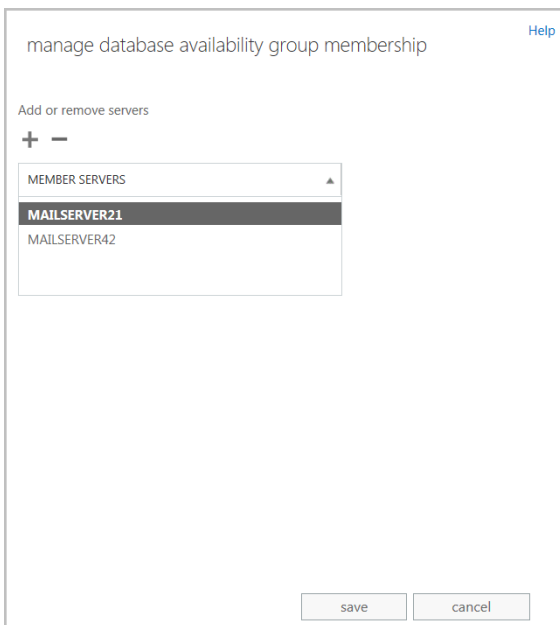 Help
manage database availability group membership
Add or remove servers
MEMBER SERVERS
MAILSERVER21
MAILSERVER42
save cancel